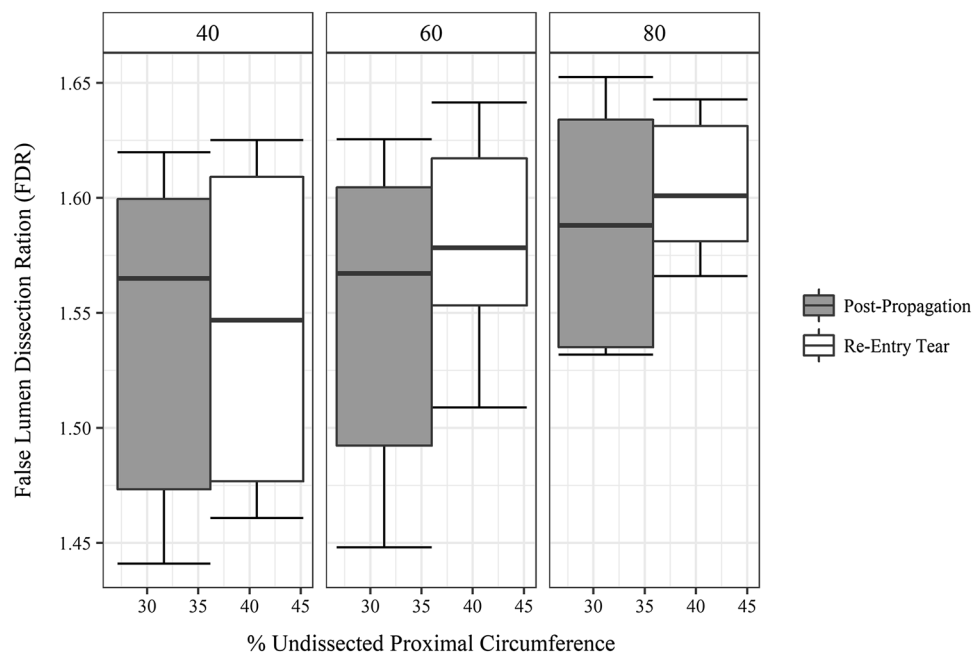 40 60 80
1.65
1.60
1.55
1.50
1.45
False Lumen Dissection Ration (FDR)
Post-Propagation
Re-Entry Tear
30 35 40 45 30 35 40 45 30 35 40 45
% Undissected Proximal Circumference